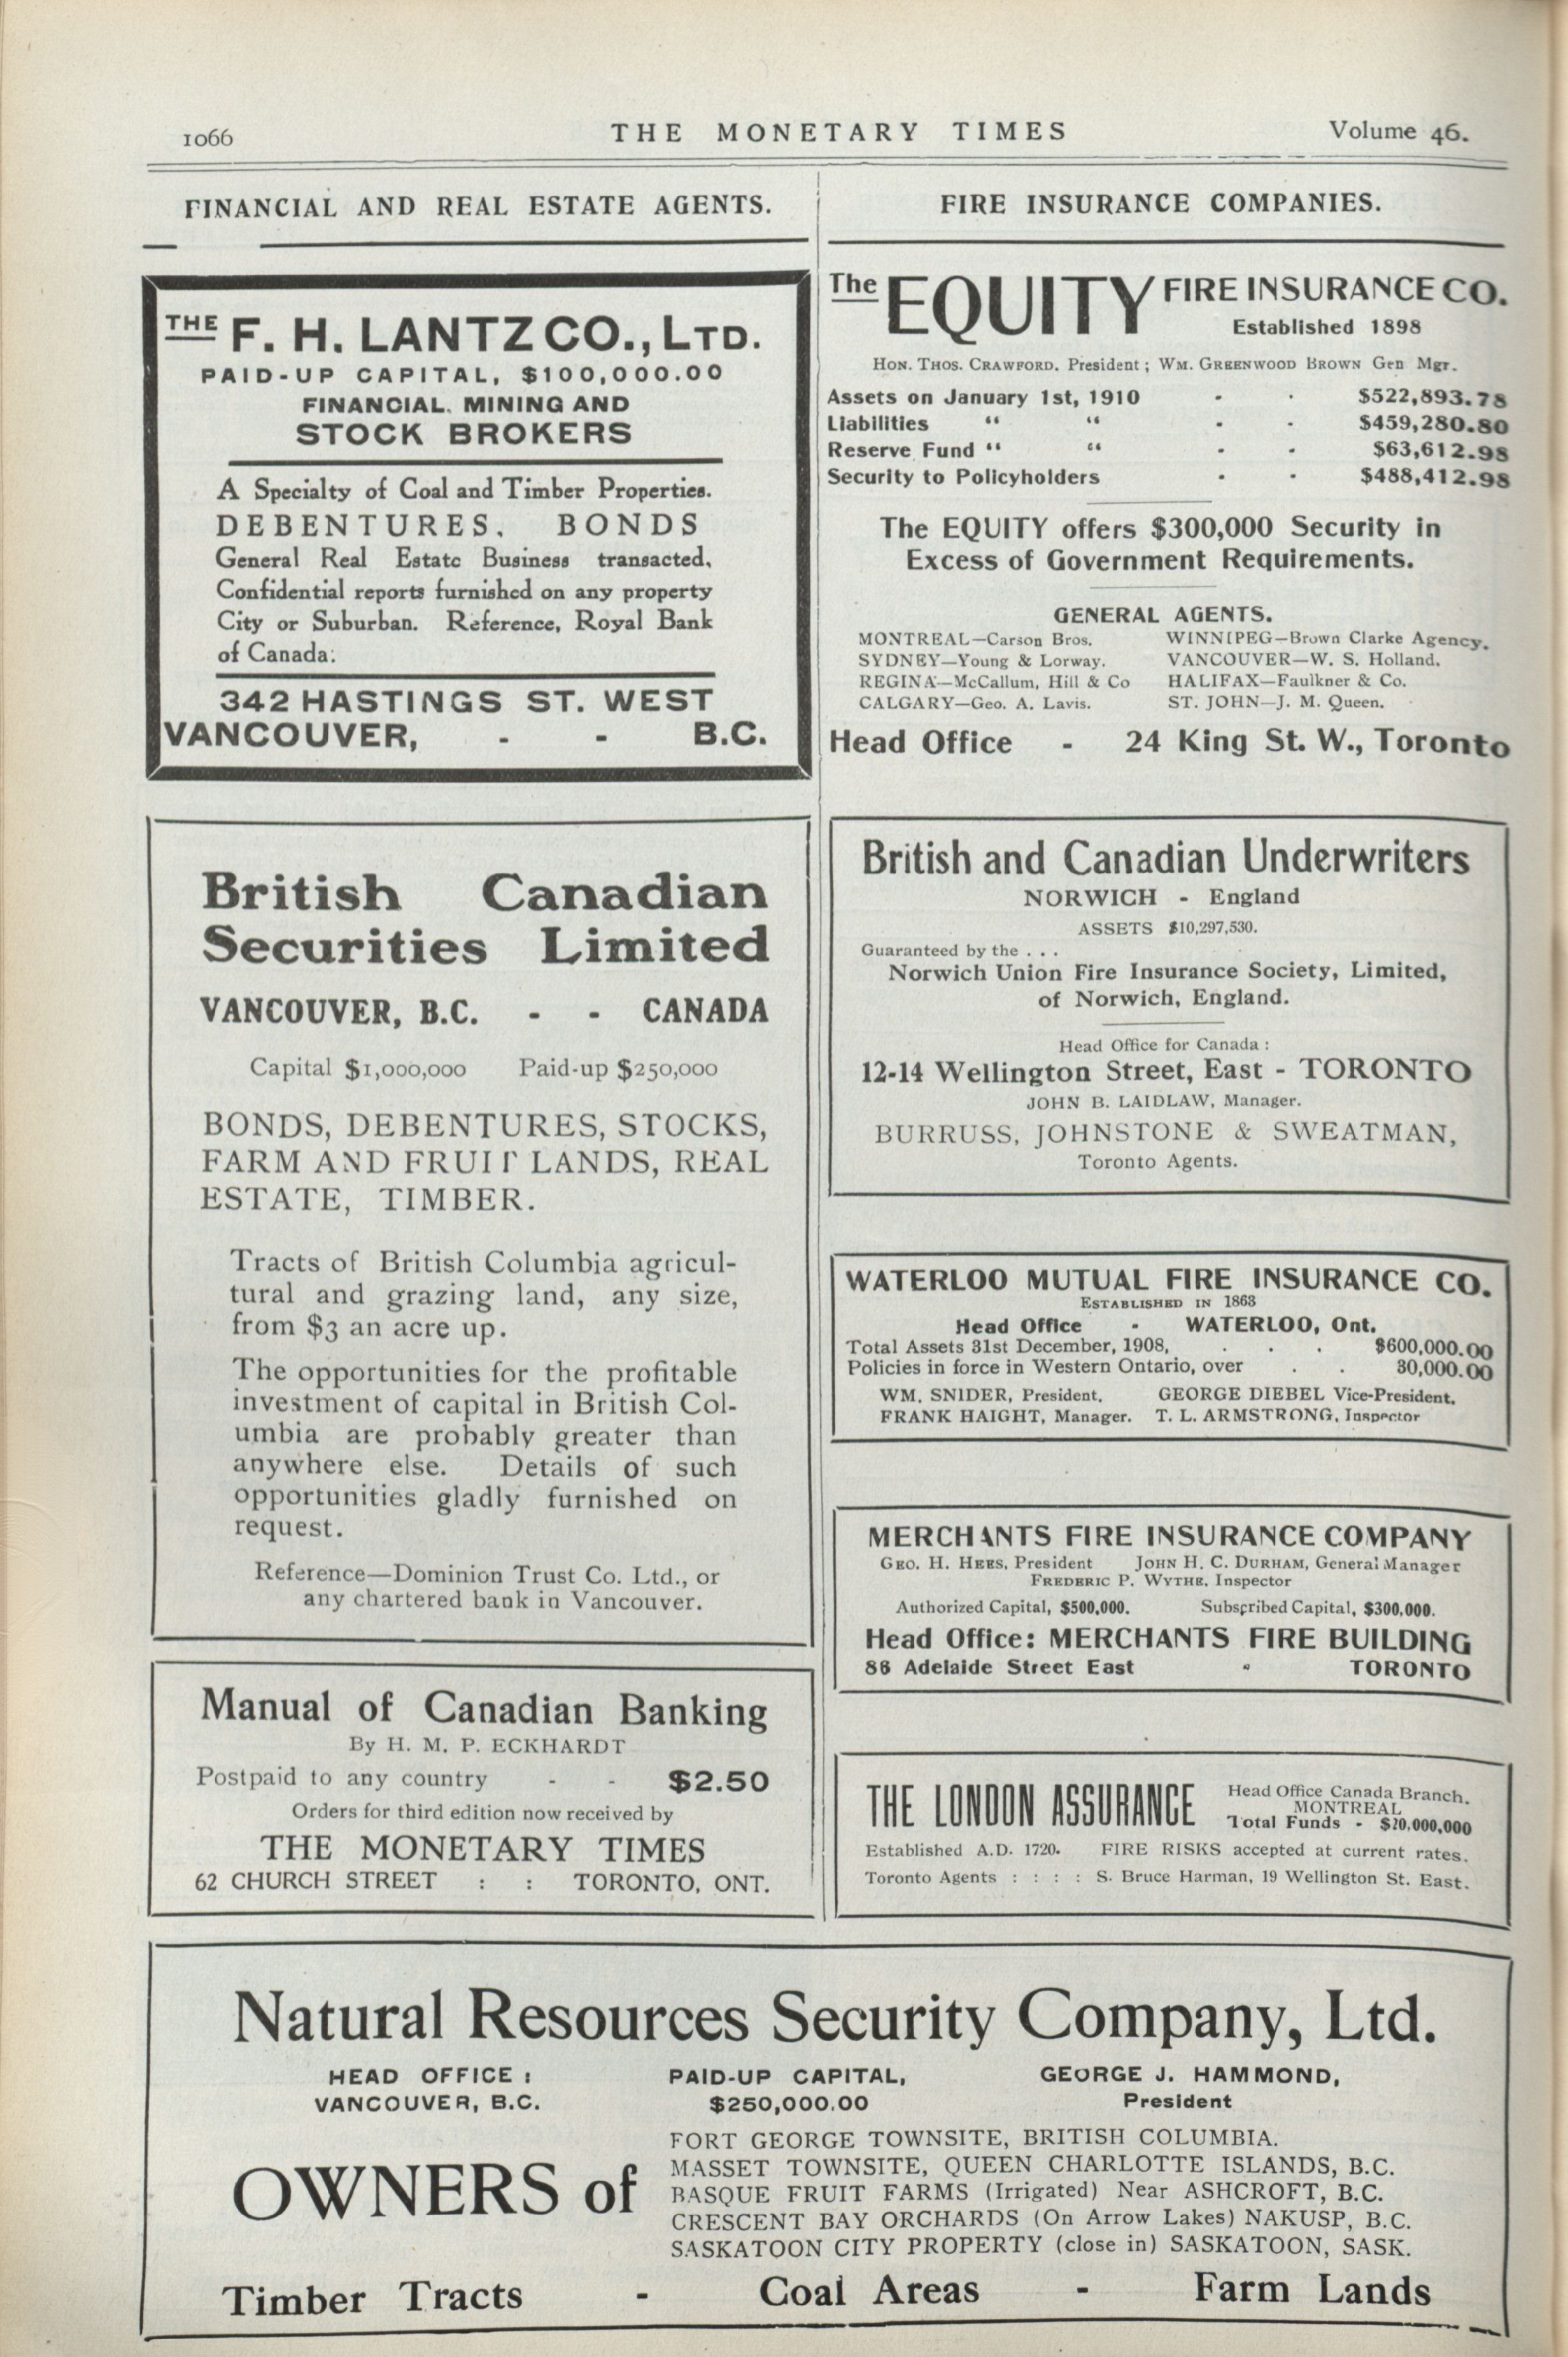 1066
THE MONETARY TIMES
Volume 46.
FINANCIAL AND REAL ESTATE AGENTS.
THE F. H. LANTZ CO., LTD.
PAID-UP CAPITAL, $100,000.00
FINANCIAL. MINING AND
STOCK BROKERS
A Specialty of Coal and Timber Properties.
DEBENTURES, BONDS
General Real Estate Business transacted.
Confidential reports furnished on any property
City or Suburban. Reference, Royal Bank
of Canada.
342 HASTINGS ST. WEST
VANCOUVER, - - B.C.
British Canadian
Securities Limited
VANCOUVER, B.C. - - CANADA
Capital $1,000,000 Paid-up $250,000
BONDS, DEBENTURES, STOCKS,
FARM AND FRUIT LANDS, REAL
ESTATE, TIMBER.
Tracts of British Columbia agricul-
tural and grazing land, any size,
from $3 an acre up.
The opportunities for the profitable
investment of capital in British Col-
umbia are probably greater than
anywhere else. Details of such
opportunities gladly furnished on
request.
Reference—Dominion Trust Co. Ltd., or
any chartered bank in Vancouver.
Manual of Canadian Banking
By H. M. P. ECKHARDT
Postpaid to any country - - $2.50
Orders for third edition now received by
THE MONETARY TIMES
62 CHURCH STREET : : TORONTO, ONT.
FIRE INSURANCE COMPANIES.
The EQUITY FIRE INSURANCE CO.
Established 1898
HON. THOS. CRAWFORD, President; WM. GREENWOOD BROWN Gen Mgr.
Assets on January 1st, 1910 - - $522,893.78
Liabilities “ “ - - $459,280.80
Reserve Fund “ “ - - $63,612.98
Security to Policyholders - - $488,412.98
The EQUITY offers $300,000 Security in
Excess of Government Requirements.
GENERAL AGENTS.
MONTREAL—Carson Bros. WINNIPEG—Brown Clarke Agency.
SYDNEY—Young & Lorway. VANCOUVER—W. S. Holland.
REGINA—McCallum, Hill & Co HALIFAX—Faulkner & Co.
CALGARY—Geo. A. Lavis. ST. JOHN—J. M. Queen.
Head Office - 24 King St. W., Toronto
British and Canadian Underwriters
NORWICH - England
ASSETS $10,297,530.
Guaranteed by the . . .
Norwich Union Fire Insurance Society, Limited,
of Norwich, England.
Head Office for Canada:
12-14 Wellington Street, East - TORONTO
JOHN B. LAIDLAW, Manager.
BURRUSS, JOHNSTONE & SWEATMAN,
Toronto Agents.
WATERLOO MUTUAL FIRE INSURANCE CO.
ESTABLISHED IN 1863
Head Office - WATERLOO, Ont.
Total Assets 31st December, 1908, . . . $600,000.00
Policies in force in Western Ontario, over . . 30,000.00
WM. SNIDER, President. GEORGE DIEBEL Vice-President.
FRANK HAIGHT, Manager. T. L. ARMSTRONG, Inspector
MERCHANTS FIRE INSURANCE COMPANY
GEO. H. HEES, President JOHN H. C. DURHAM, General Manager
FREDERIC P. WYTHE, Inspector
Authorized Capital, $500,000. Subscribed Capital, $300,000.
Head Office: MERCHANTS FIRE BUILDING
86 Adelaide Street East - TORONTO
THE LONDON ASSURANCE
Head Office Canada Branch.
MONTREAL
Total Funds - $20,000,000
Established A.D. 1720. FIRE RISKS accepted at current rates.
Toronto Agents : : : : S. Bruce Harman, 19 Wellington St. East.
Natural Resources Security Company, Ltd.
HEAD OFFICE: PAID-UP CAPITAL, GEORGE J. HAMMOND,
VANCOUVER, B.C. $250,000.00 President
OWNERS of
FORT GEORGE TOWNSITE, BRITISH COLUMBIA.
MASSET TOWNSITE, QUEEN CHARLOTTE ISLANDS, B.C.
BASQUE FRUIT FARMS (Irrigated) Near ASHCROFT, B.C.
CRESCENT BAY ORCHARDS (On Arrow Lakes) NAKUSP, B.C.
SASKATOON CITY PROPERTY (close in) SASKATOON, SASK.
Timber Tracts - Coal Areas - Farm Lands